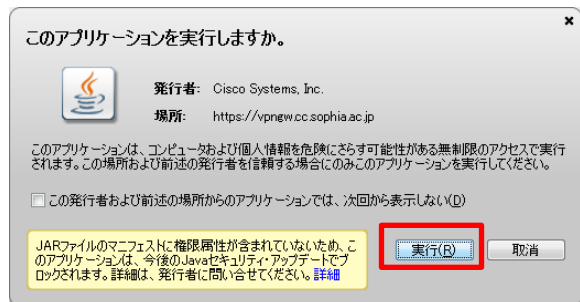 このアプリケーションを実行しますか。
発行者: Cisco Systems, Inc.
場所: https://vpngw.cc.sophia.ac.jp
このアプリケーションは、コンピュータおよび個人情報を危険にさらす可能性がある無制限のアクセスで実行
されます。この場所および前述の発行者を信頼する場合にのみこのアプリケーションを実行してください。
この発行者および前述の場所からのアプリケーションでは、次回から表示しない(D)
JARファイルのマニフェストに権限属性が含まれていないため、こ
のアプリケーションは、今後のJavaセキュリティ・アップデートでブ
ロックされます。詳細は、発行者に問い合せてください。詳細
実行(R) 取消